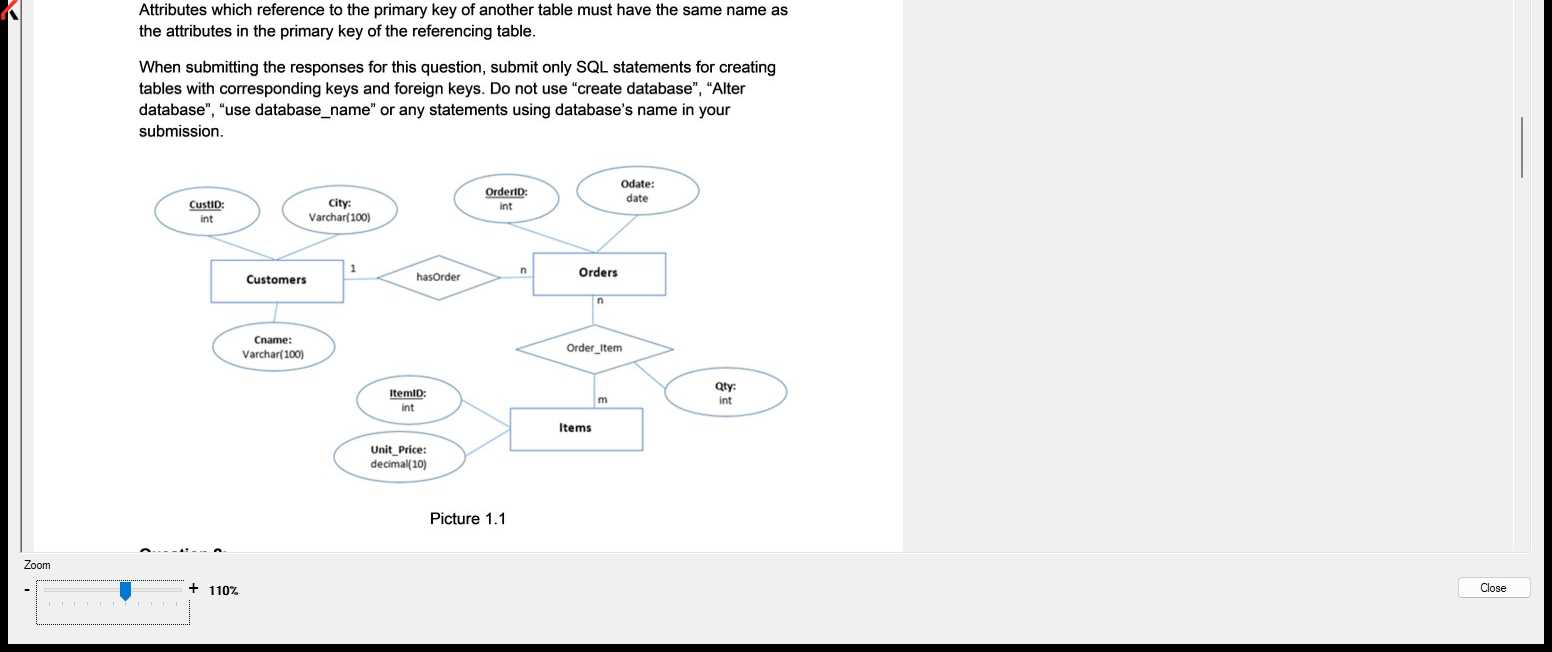 Attributes which reference to the primary key of another table must have the same name as
the attributes in the primary key of the referencing table.
When submitting the responses for this question, submit only SQL statements for creating
tables with corresponding keys and foreign keys. Do not use “create database”, “Alter
database”, “use database_name” or any statements using database’s name in your
submission.
CustID:
int
City:
Varchar(100)
OrderID:
int
Odate:
date
Customers
1
hasOrder
n
Orders
n
Cname:
Varchar(100)
Order_Item
Qty:
int
m
ItemID:
int
Items
Unit_Price:
decimal(10)
Picture 1.1
Zoom
-
+ 110%
Close